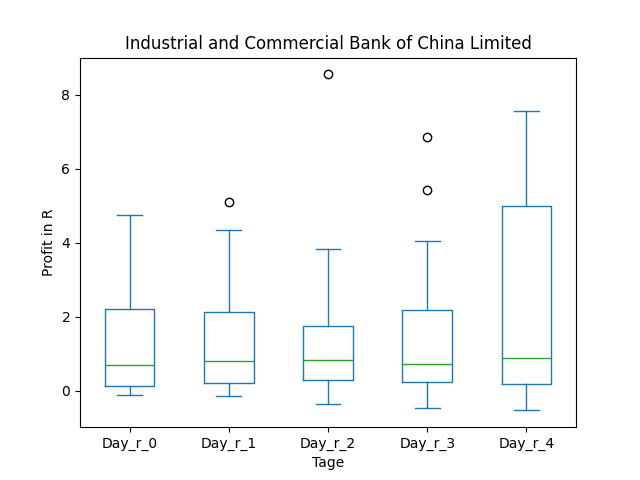 Industrial and Commercial Bank of China Limited
8
6
4
2
0
Profit in R
Day_r_0 Day_r_1 Day_r_2 Day_r_3 Day_r_4
Tage